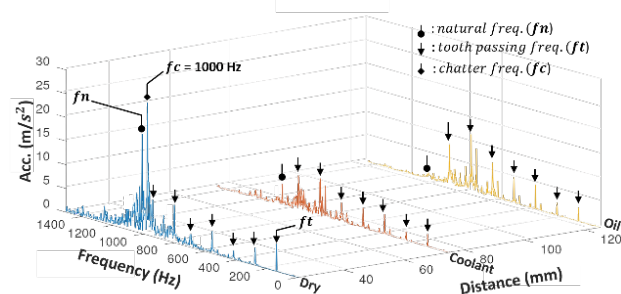 : natural freq. (fn)
: tooth passing freq. (ft)
: chatter freq. (fc)
fc = 1000 Hz
fn
ft
Acc. (m/s²)
30
25
20
15
10
5
0
1400
1200
1000
800
600
400
200
0
Frequency (Hz)
Dry
Coolant
Oil
40
60
80
100
120
Distance (mm)